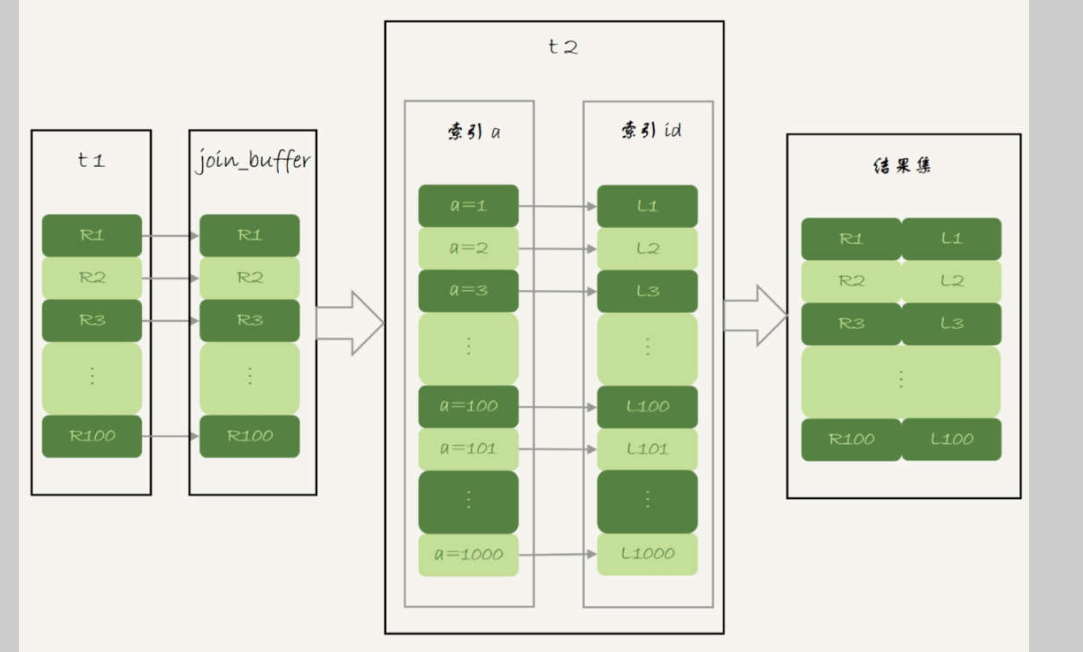 t2
t1
join_buffer
索引 a
索引 id
结果集
R1
R2
R3
⋮
R100
R1
R2
R3
⋮
R100
a=1
a=2
a=3
⋮
a=100
a=101
⋮
a=1000
L1
L2
L3
⋮
L100
L101
⋮
L1000
R1 L1
R2 L2
R3 L3
⋮
R100 L100